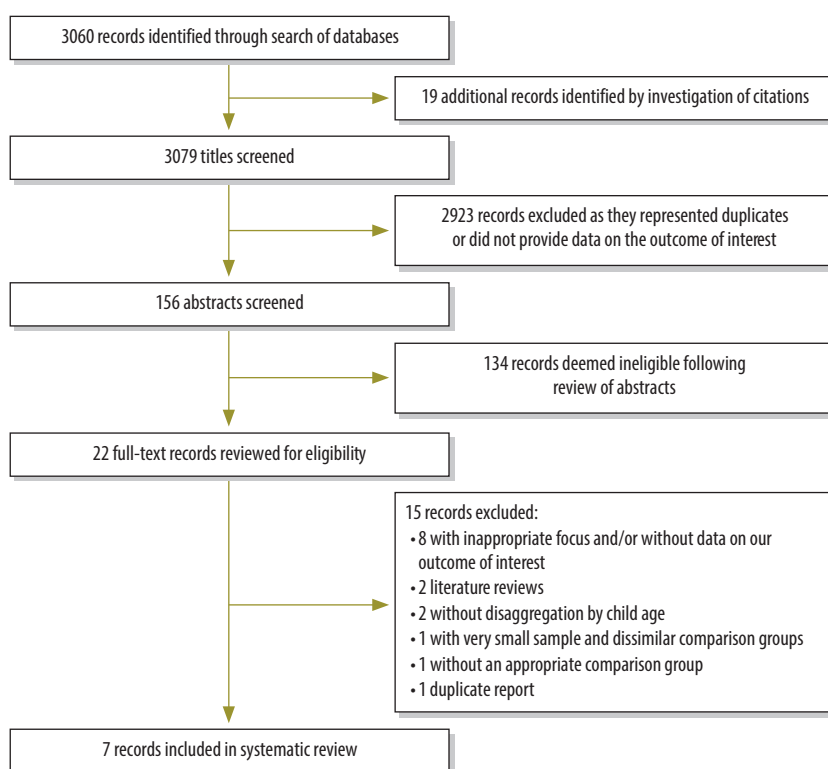 3060 records identified through search of databases
19 additional records identified by investigation of citations
3079 titles screened
2923 records excluded as they represented duplicates
or did not provide data on the outcome of interest
156 abstracts screened
134 records deemed ineligible following
review of abstracts
22 full-text records reviewed for eligibility
15 records excluded:
• 8 with inappropriate focus and/or without data on our
outcome of interest
• 2 literature reviews
• 2 without disaggregation by child age
• 1 with very small sample and dissimilar comparison groups
• 1 without an appropriate comparison group
• 1 duplicate report
7 records included in systematic review